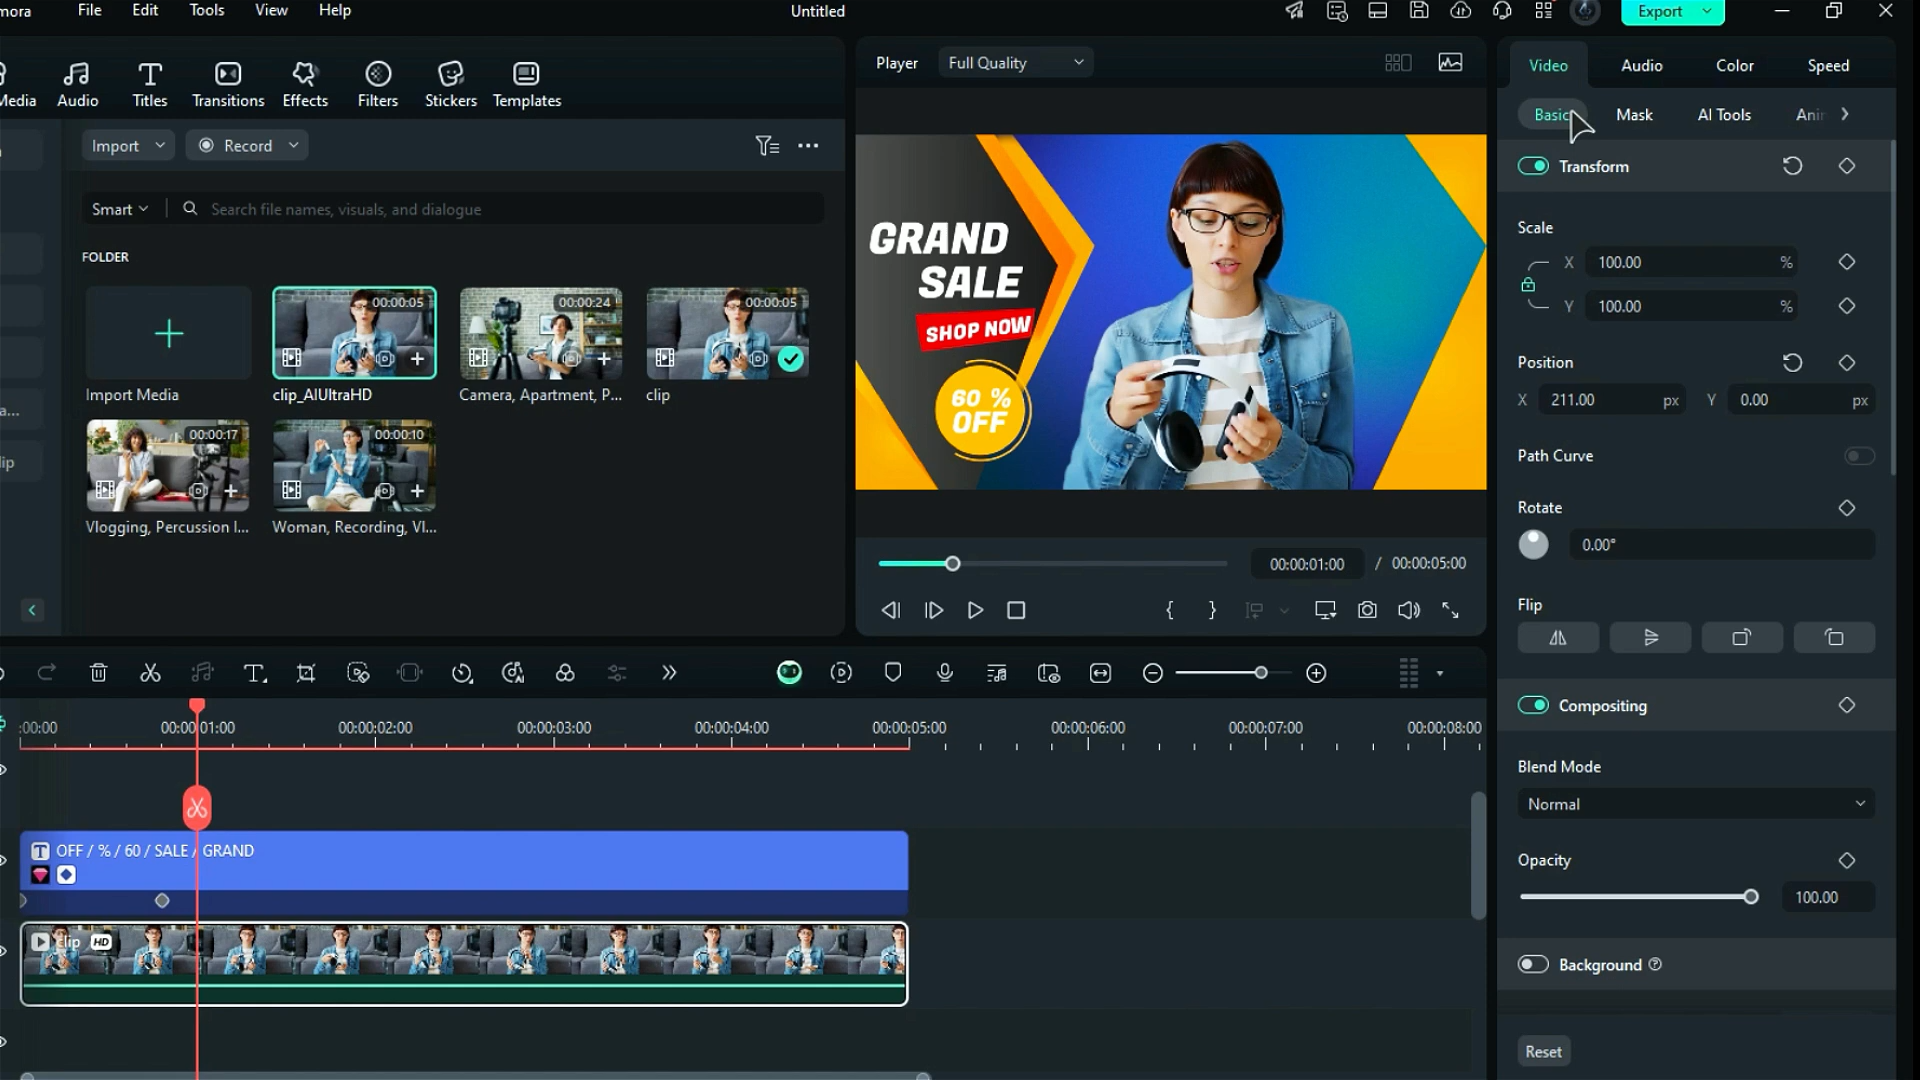 mora File Edit Tools View Help
Untitled
Export
Media Audio Titles Transitions Effects Filters Stickers Templates
Import
Record
Smart
Search file names, visuals, and dialogue
FOLDER
00:00:05
00:00:24
00:00:05
Import Media
clip_AIUltraHD
Camera, Apartment, P...
clip
00:00:17
00:00:10
Vlogging, Percussion I...
Woman, Recording, Vl...
a...
lip
Player
Full Quality
GRAND
SALE
SHOP NOW
60 %
OFF
00:00:01:00 / 00:00:05:00
Video Audio Color Speed
Basic Mask AI Tools Ani
Transform
Scale
X 100.00 %
Y 100.00 %
Position
X 211.00 px Y 0.00 px
Path Curve
Rotate
0.00°
Flip
Compositing
Blend Mode
Normal
Opacity
100.00
Background
Reset
:00:00 00:00:01:00 00:00:02:00 00:00:03:00 00:00:04:00 00:00:05:00 00:00:06:00 00:00:07:00 00:00:08:00
OFF / % / 60 / SALE / GRAND
clip HD